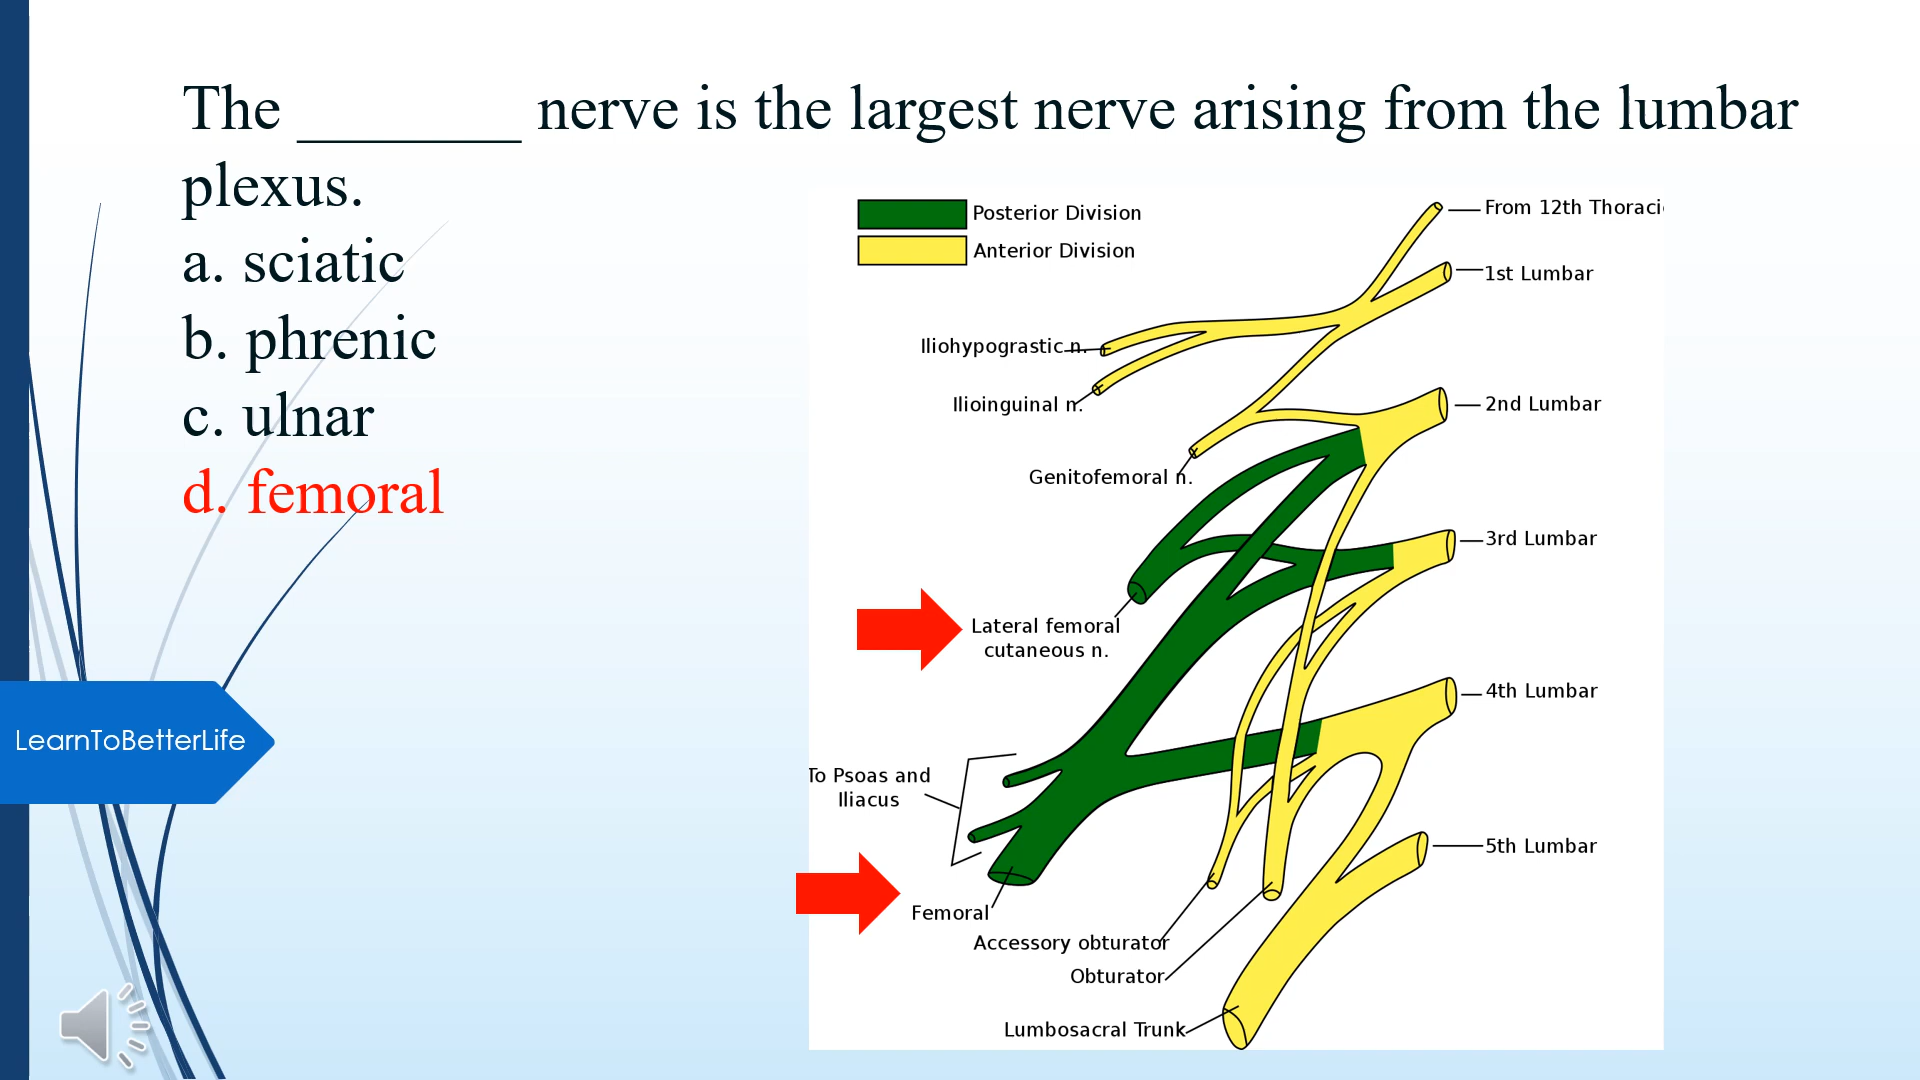 The _______ nerve is the largest nerve arising from the lumbar
plexus.
a. sciatic
b. phrenic
c. ulnar
d. femoral
Posterior Division
Anterior Division
From 12th Thoraci
1st Lumbar
Iliohypograstic n.
Ilioinguinal n.
2nd Lumbar
Genitofemoral n.
3rd Lumbar
Lateral femoral
cutaneous n.
4th Lumbar
To Psoas and
Iliacus
5th Lumbar
Femoral
Accessory obturator
Obturator
Lumbosacral Trunk
LearnToBetterLife